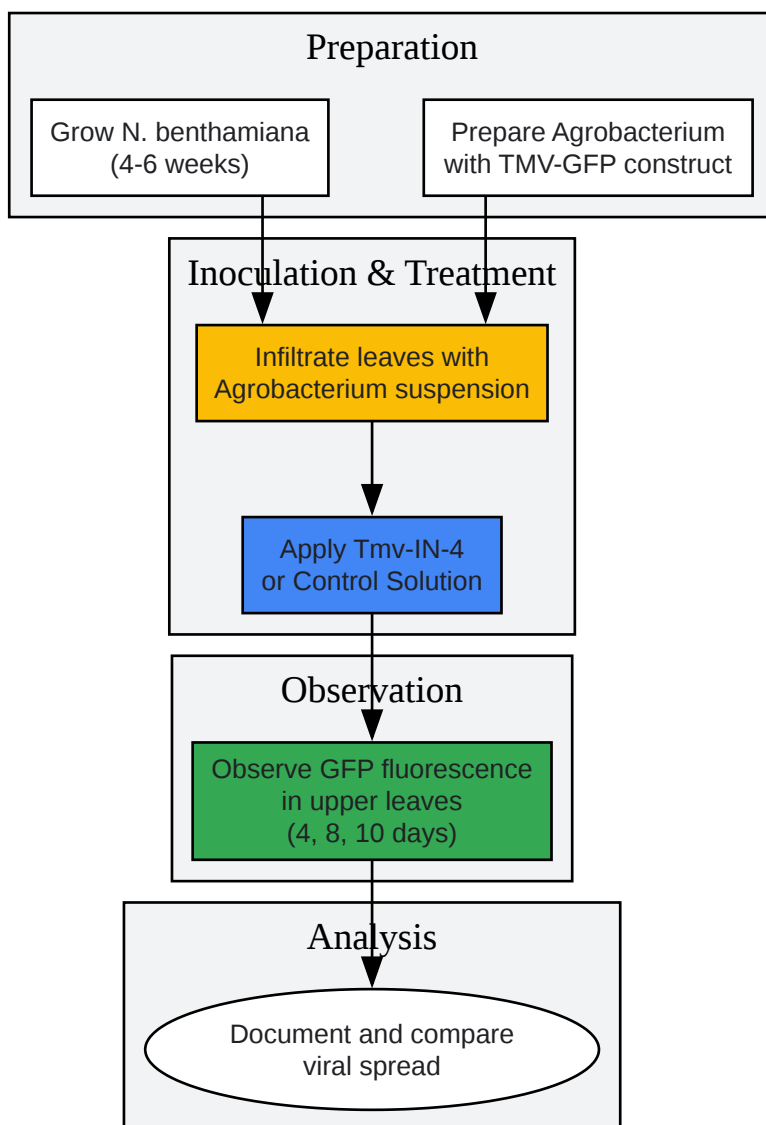 Preparation
Grow N. benthamiana
(4-6 weeks)
Prepare Agrobacterium
with TMV-GFP construct
Inoculation & Treatment
Infiltrate leaves with
Agrobacterium suspension
Apply Tmv-IN-4
or Control Solution
Observation
Observe GFP fluorescence
in upper leaves
(4, 8, 10 days)
Analysis
Document and compare
viral spread